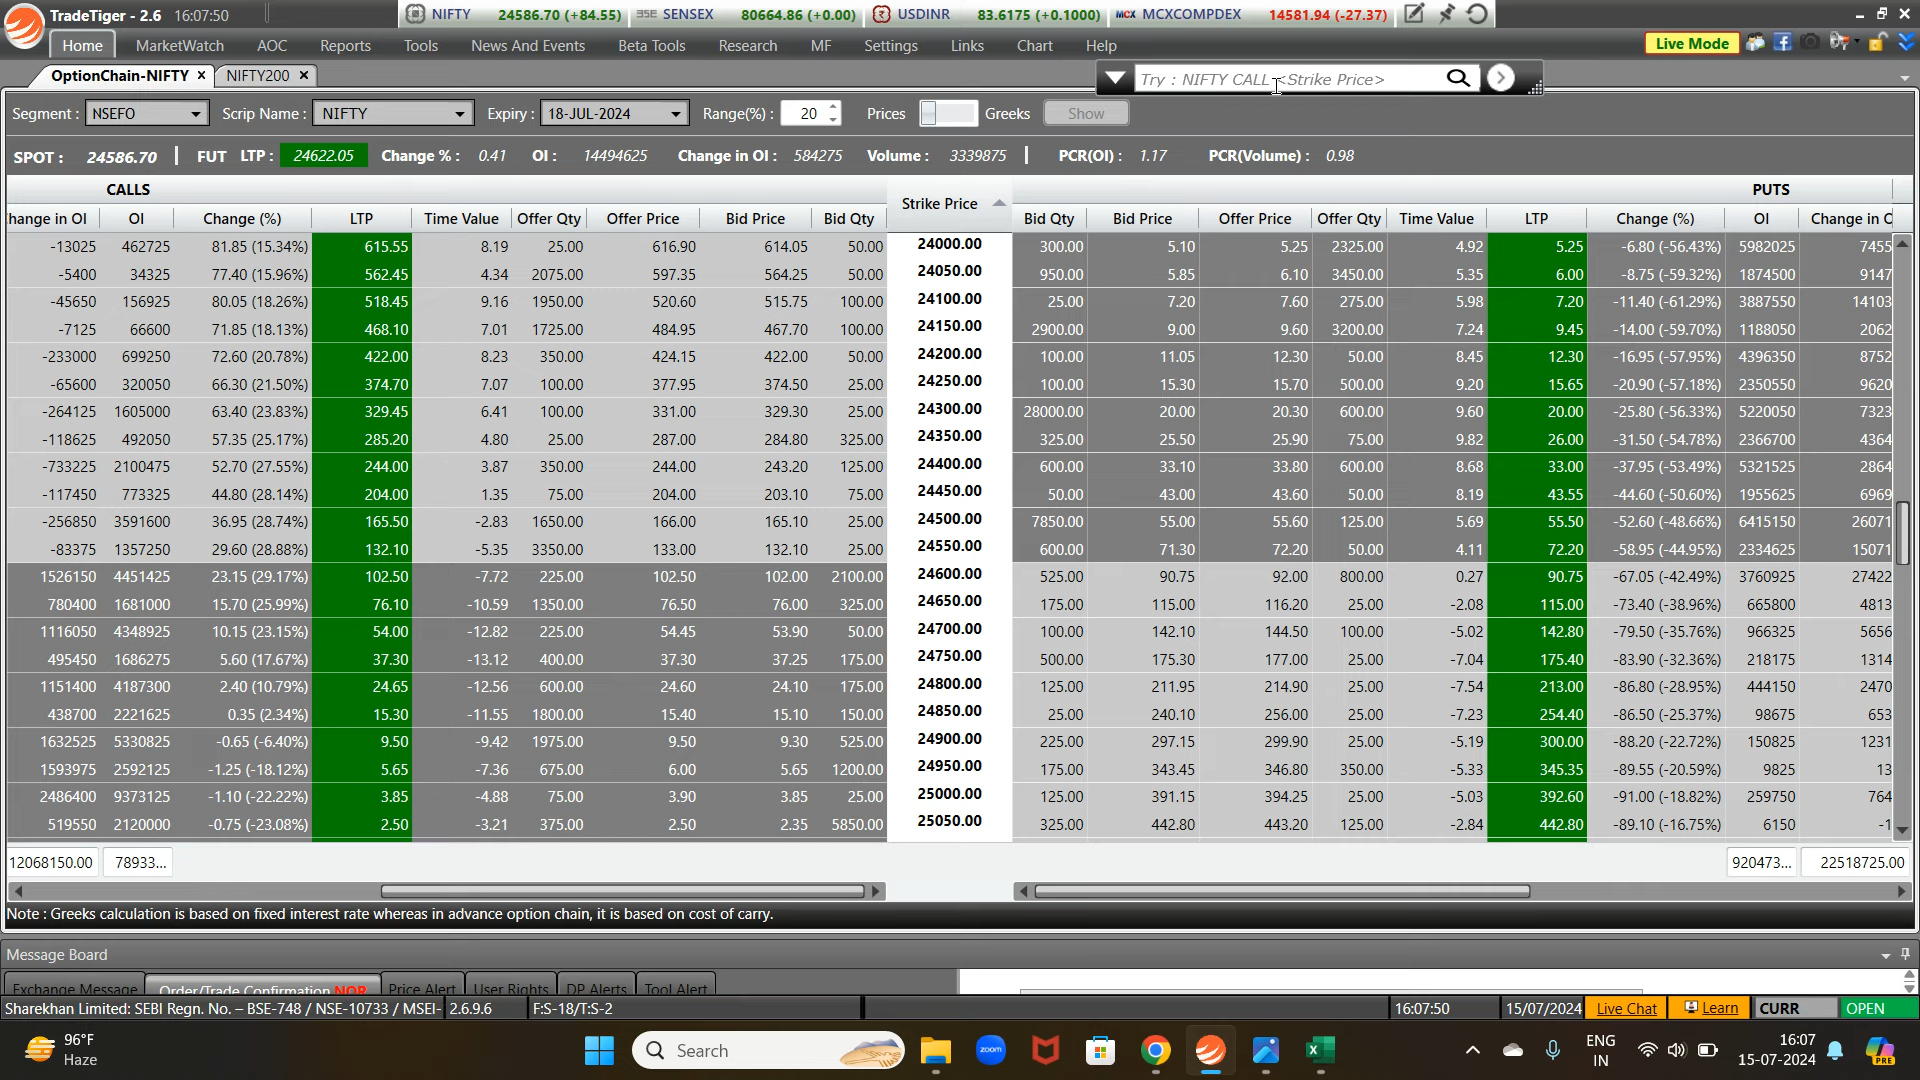 TradeTiger - 2.6 16:07:50 NIFTY 24586.70 (+84.55) BSE SENSEX 80664.86 (+0.00) USDINR 83.6175 (+0.1000) MCX MCXCOMPDEX 14581.94 (-27.37)
Home MarketWatch AOC Reports Tools News And Events Beta Tools Research MF Settings Links Chart Help Live Mode
OptionChain-NIFTY NIFTY200 Try : NIFTY CALL <Strike Price>
Segment : NSEFO Scrip Name : NIFTY Expiry : 18-JUL-2024 Range(%) : 20 Prices Greeks Show
SPOT : 24586.70 | FUT LTP : 24622.05 Change % : 0.41 OI : 14494625 Change in OI : 584275 Volume : 3339875 | PCR(OI) : 1.17 PCR(Volume) : 0.98
CALLS Strike Price PUTS
hange in OI OI Change (%) LTP Time Value Offer Qty Offer Price Bid Price Bid Qty Bid Qty Bid Price Offer Price Offer Qty Time Value LTP Change (%) OI Change in C
-13025 462725 81.85 (15.34%) 615.55 8.19 25.00 616.90 614.05 50.00 24000.00 300.00 5.10 5.25 2325.00 4.92 5.25 -6.80 (-56.43%) 5982025 7455
-5400 34325 77.40 (15.96%) 562.45 4.34 2075.00 597.35 564.25 50.00 24050.00 950.00 5.85 6.10 3450.00 5.35 6.00 -8.75 (-59.32%) 1874500 9147
-45650 156925 80.05 (18.26%) 518.45 9.16 1950.00 520.60 515.75 100.00 24100.00 25.00 7.20 7.60 275.00 5.98 7.20 -11.40 (-61.29%) 3887550 14103
-7125 66600 71.85 (18.13%) 468.10 7.01 1725.00 484.95 467.70 100.00 24150.00 2900.00 9.00 9.60 3200.00 7.24 9.45 -14.00 (-59.70%) 1188050 2062
-233000 699250 72.60 (20.78%) 422.00 8.23 350.00 424.15 422.00 50.00 24200.00 100.00 11.05 12.30 50.00 8.45 12.30 -16.95 (-57.95%) 4396350 8752
-65600 320050 66.30 (21.50%) 374.70 7.07 100.00 377.95 374.50 25.00 24250.00 100.00 15.30 15.70 500.00 9.20 15.65 -20.90 (-57.18%) 2350550 9620
-264125 1605000 63.40 (23.83%) 329.45 6.41 100.00 331.00 329.30 25.00 24300.00 28000.00 20.00 20.30 600.00 9.60 20.00 -25.80 (-56.33%) 5220050 7323
-118625 492050 57.35 (25.17%) 285.20 4.80 25.00 287.00 284.80 325.00 24350.00 325.00 25.50 25.90 75.00 9.82 26.00 -31.50 (-54.78%) 2366700 4364
-733225 2100475 52.70 (27.55%) 244.00 3.87 350.00 244.00 243.20 125.00 24400.00 600.00 33.10 33.80 600.00 8.68 33.00 -37.95 (-53.49%) 5321525 2864
-117450 773325 44.80 (28.14%) 204.00 1.35 75.00 204.00 203.10 75.00 24450.00 50.00 43.00 43.60 50.00 8.19 43.55 -44.60 (-50.60%) 1955625 6969
-256850 3591600 36.95 (28.74%) 165.50 -2.83 1650.00 166.00 165.10 25.00 24500.00 7850.00 55.00 55.60 125.00 5.69 55.50 -52.60 (-48.66%) 6415150 26071
-83375 1357250 29.60 (28.88%) 132.10 -5.35 3350.00 133.00 132.10 25.00 24550.00 600.00 71.30 72.20 50.00 4.11 72.20 -58.95 (-44.95%) 2334625 15071
1526150 4451425 23.15 (29.17%) 102.50 -7.72 225.00 102.50 102.00 2100.00 24600.00 525.00 90.75 92.00 800.00 0.27 90.75 -67.05 (-42.49%) 3760925 27422
780400 1681000 15.70 (25.99%) 76.10 -10.59 1350.00 76.50 76.00 325.00 24650.00 175.00 115.00 116.20 25.00 -2.08 115.00 -73.40 (-38.96%) 665800 4813
1116050 4348925 10.15 (23.15%) 54.00 -12.82 225.00 54.45 53.90 50.00 24700.00 100.00 142.10 144.50 100.00 -5.02 142.80 -79.50 (-35.76%) 966325 5656
495450 1686275 5.60 (17.67%) 37.30 -13.12 400.00 37.30 37.25 175.00 24750.00 500.00 175.30 177.00 25.00 -7.04 175.40 -83.90 (-32.36%) 218175 1314
1151400 4187300 2.40 (10.79%) 24.65 -12.56 600.00 24.60 24.10 175.00 24800.00 125.00 211.95 214.90 25.00 -7.54 213.00 -86.80 (-28.95%) 444150 2470
438700 2221625 0.35 (2.34%) 15.30 -11.55 1800.00 15.40 15.10 150.00 24850.00 25.00 240.10 256.00 25.00 -7.23 254.40 -86.50 (-25.37%) 98675 653
1632525 5330825 -0.65 (-6.40%) 9.50 -9.42 1975.00 9.50 9.30 525.00 24900.00 225.00 297.15 299.90 25.00 -5.19 300.00 -88.20 (-22.72%) 150825 1231
1593975 2592125 -1.25 (-18.12%) 5.65 -7.36 675.00 6.00 5.65 1200.00 24950.00 175.00 343.45 346.80 350.00 -5.33 345.35 -89.55 (-20.59%) 9825 13
2486400 9373125 -1.10 (-22.22%) 3.85 -4.88 75.00 3.90 3.85 25.00 25000.00 125.00 391.15 394.25 25.00 -5.03 392.60 -91.00 (-18.82%) 259750 764
519550 2120000 -0.75 (-23.08%) 2.50 -3.21 375.00 2.50 2.35 5850.00 25050.00 325.00 442.80 443.20 125.00 -2.84 442.80 -89.10 (-16.75%) 6150 -1
12068150.00 78933... 920473... 22518725.00
Note : Greeks calculation is based on fixed interest rate whereas in advance option chain, it is based on cost of carry.
Message Board
Exchange Message Order/Trade Confirmation NOR Price Alert User Rights DP Alerts Tool Alert
Sharekhan Limited: SEBI Regn. No. – BSE-748 / NSE-10733 / MSEI- 2.6.9.6 F:S-18/T:S-2 16:07:50 15/07/2024 Live Chat Learn CURR OPEN
96°F
Haze
Search zoom
ENG
IN
16:07
15-07-2024
PRE